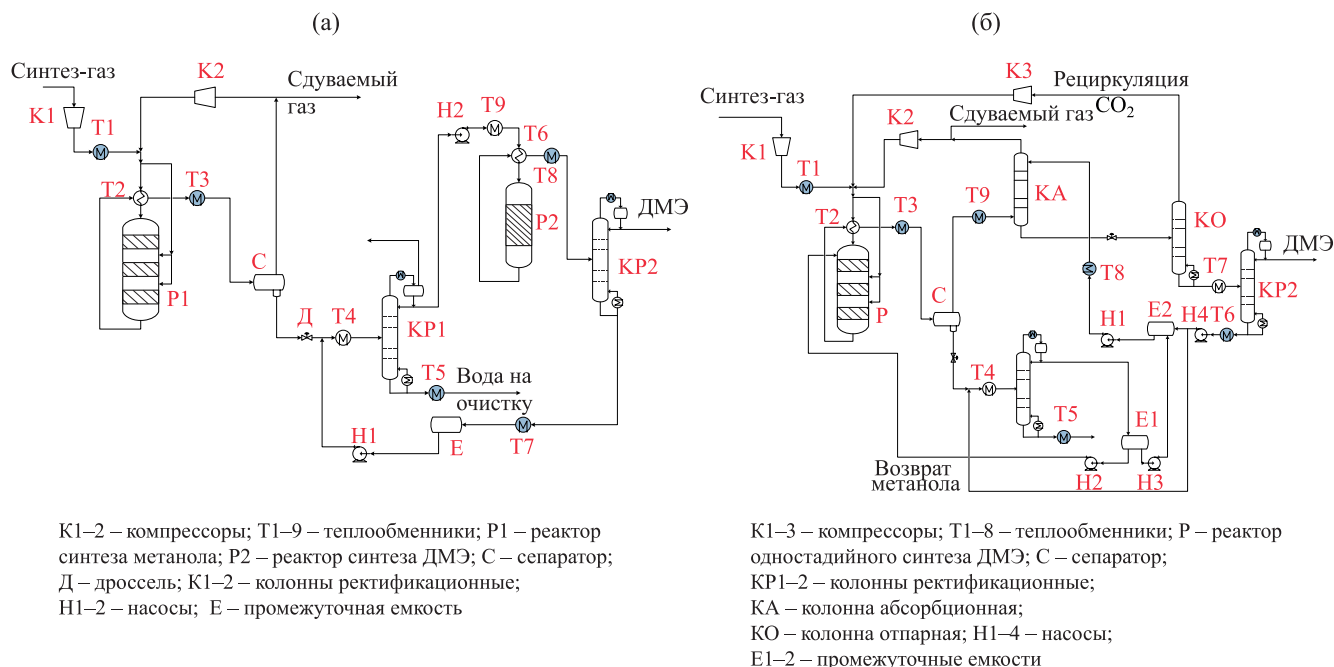 (а)
Синтез-газ
К1
Т1
К2
Сдуваемый
газ
Т2
Т3
Р1
С
Д
Т4
КР1
Т5
Вода на
очистку
Н1
Е
Т7
Н2
Т9
Т6
Т8
Р2
КР2
ДМЭ
К1–2 – компрессоры; Т1–9 – теплообменники; Р1 – реактор
синтеза метанола; Р2 – реактор синтеза ДМЭ; С – сепаратор;
Д – дроссель; К1–2 – колонны ректификационные;
Н1–2 – насосы; Е – промежуточная емкость
(б)
Синтез-газ
К1
Т1
К3
Рециркуляция
CO2
К2
Сдуваемый газ
КА
Т2
Т3
Т9
Р
С
Т8
КО
Т7
ДМЭ
КР2
Е2
Н4
Т6
Н1
Т4
Т5
Е1
Возврат
метанола
Н2
Н3
К1–3 – компрессоры; Т1–8 – теплообменники; Р – реактор
одностадийного синтеза ДМЭ; С – сепаратор;
КР1–2 – колонны ректификационные;
КА – колонна абсорбционная;
КО – колонна отпарная; Н1–4 – насосы;
Е1–2 – промежуточные емкости